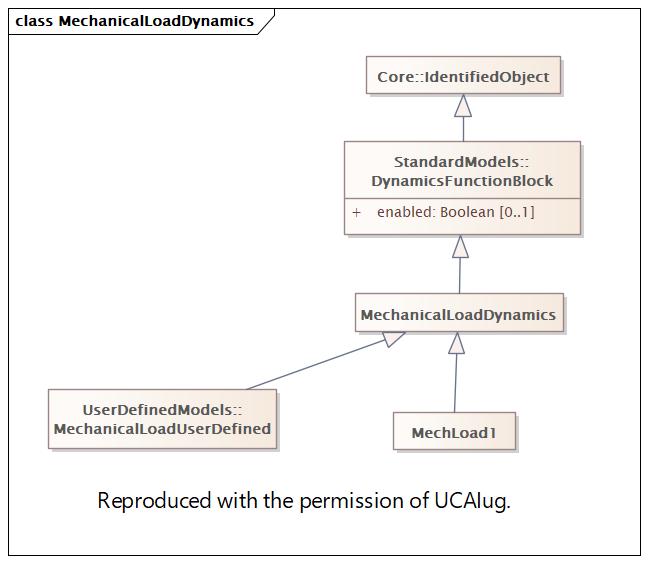 class MechanicalLoadDynamics
Core::IdentifiedObject
StandardModels::
DynamicsFunctionBlock
+ enabled: Boolean [0..1]
MechanicalLoadDynamics
UserDefinedModels::
MechanicalLoadUserDefined
MechLoad1
Reproduced with the permission of UCAIug.